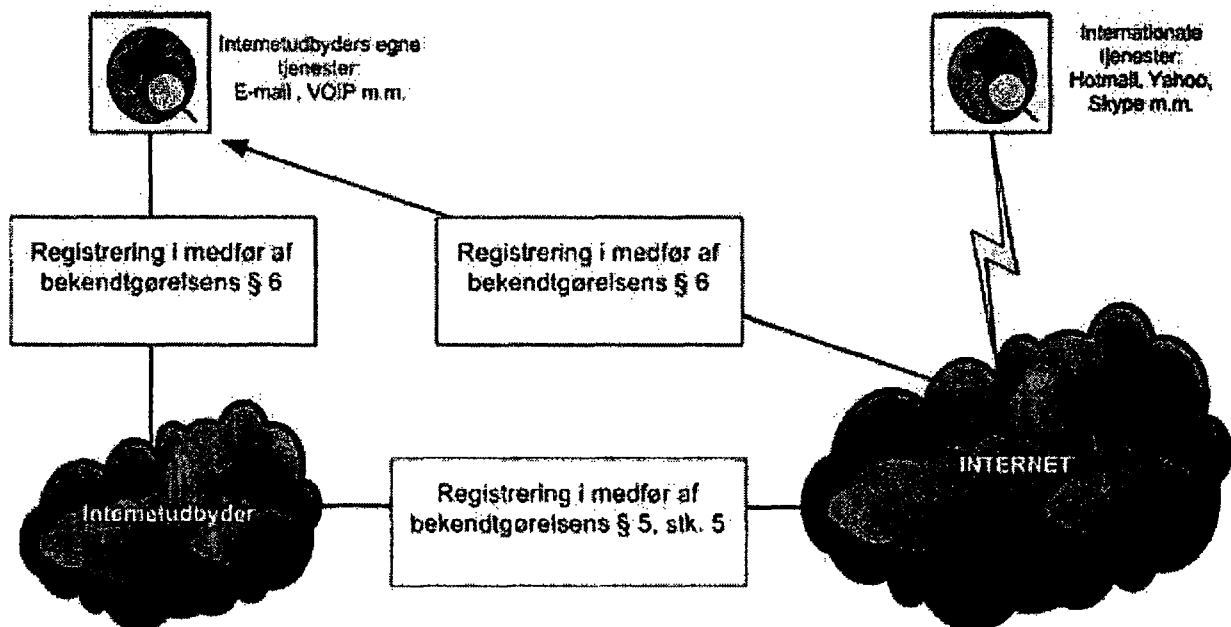 Internetudbyders egne
tjenester:
E-mail , VOIP m.m.
Internationale
tjenester:
Hotmail, Yahoo,
Skype m.m.
Registrering i medfør af
bekendtgørelsens § 6
Registrering i medfør af
bekendtgørelsens § 6
Internetudbyder
Registrering i medfør af
bekendtgørelsens § 5, stk. 5
INTERNET